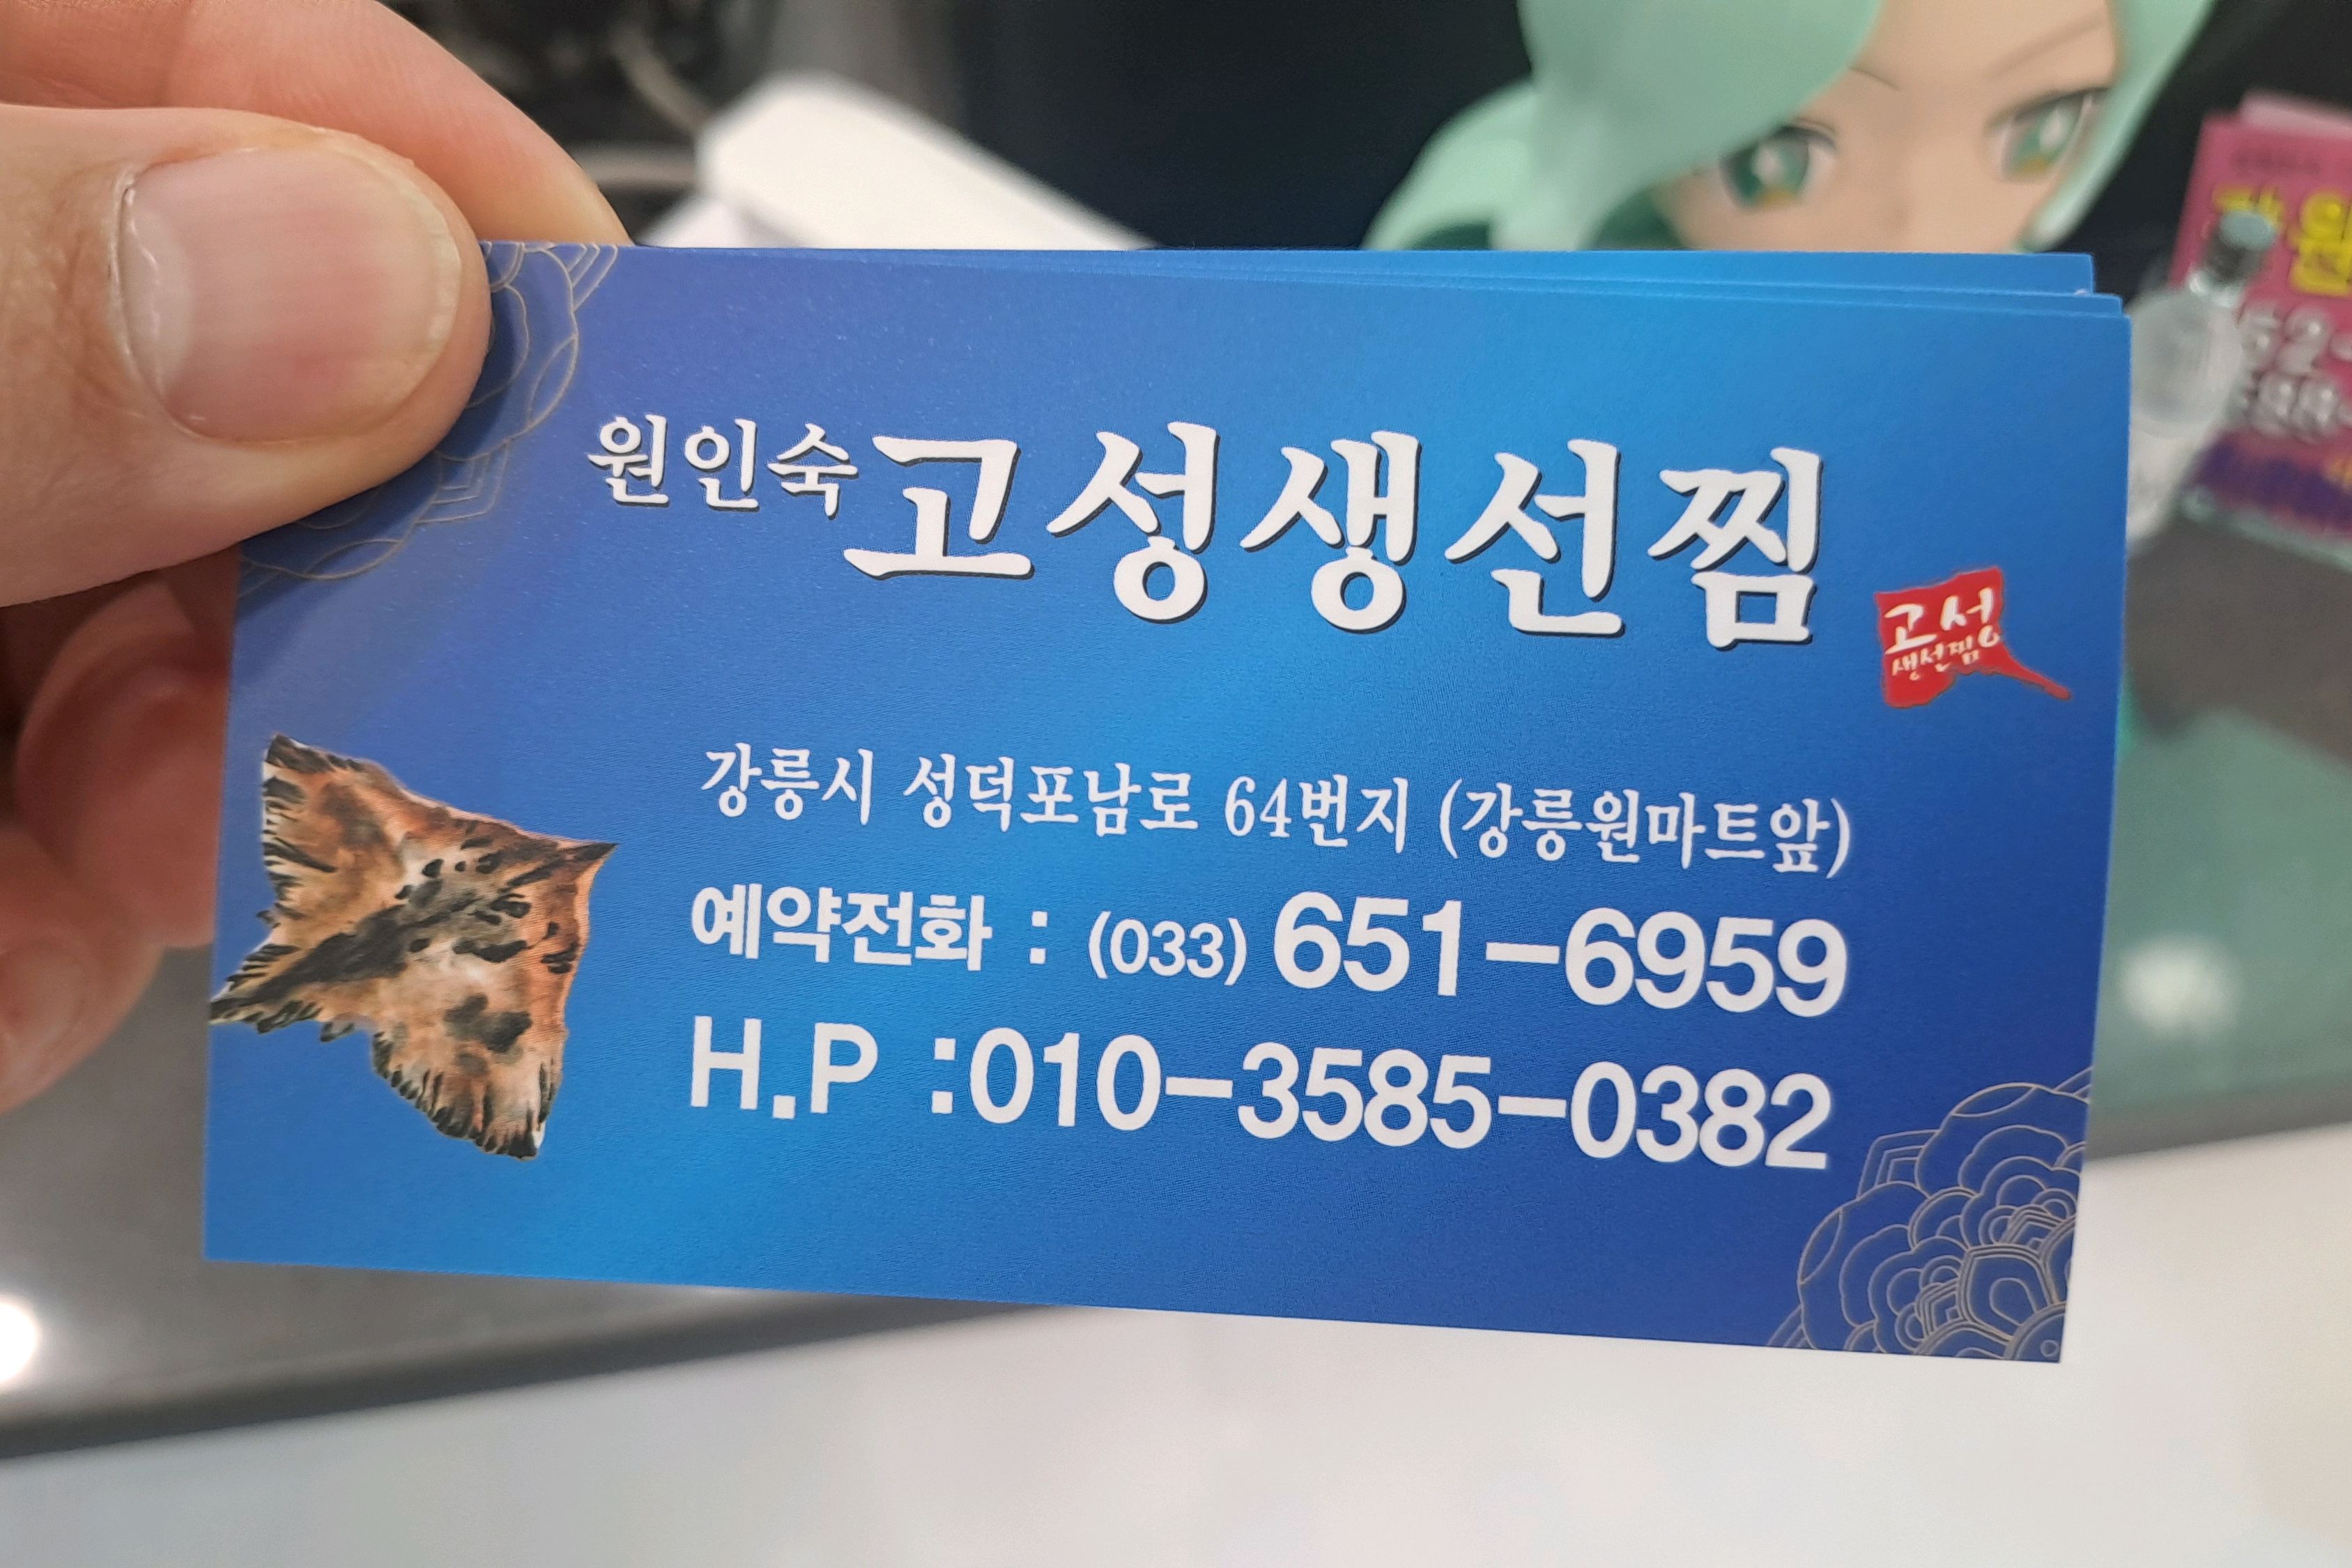 원인숙 고성생선찜
고성
생선찜
강릉시 성덕포남로 64번지 (강릉원마트앞)
예약전화 : (033) 651-6959
H.P :010-3585-0382